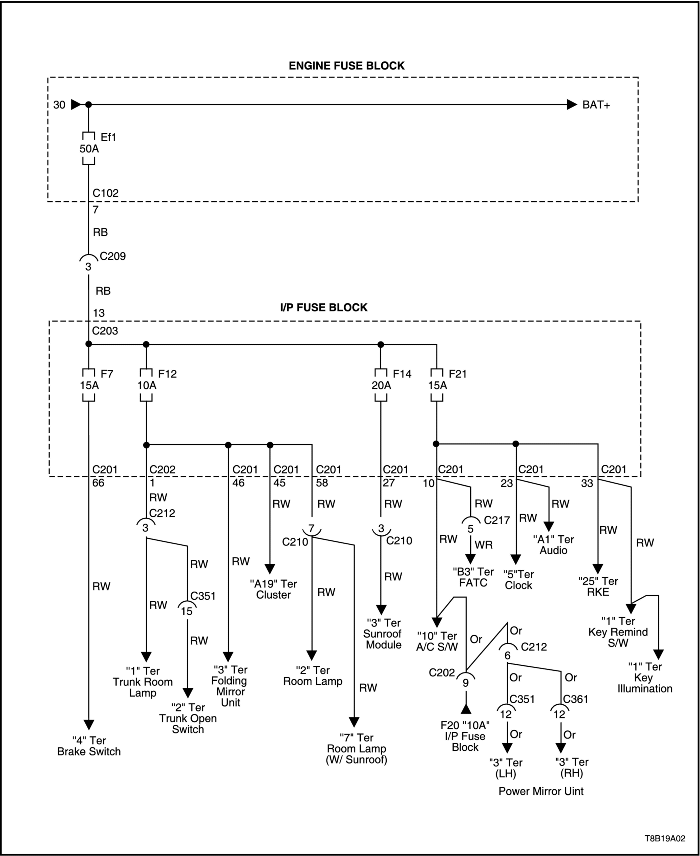 ENGINE FUSE BLOCK
30
BAT+
Ef1
50A
C102
7
RB
C209
3
RB
I/P FUSE BLOCK
13
C203
F7
15A
F12
10A
F14
20A
F21
15A
C201
66
C202
1
C201
46
C201
45
C201
58
C201
27
C201
10
C201
23
C201
33
RW
RW
RW
RW
RW
RW
RW
C212
3
7
C210
3
C210
5
C217
WR
RW
RW
RW
"A1" Ter
Audio
RW
RW
RW
RW
C351
15
RW
RW
RW
RW
RW
RW
"A19" Ter
Cluster
"B3" Ter
FATC
"5"Ter
Clock
"25" Ter
RKE
"3" Ter
Sunroof
Module
"10" Ter
A/C S/W
Or
Or
C212
6
"1" Ter
Key Remind
S/W
"1" Ter
Key
Illumination
"1" Ter
Trunk Room
Lamp
"3" Ter
Folding
Mirror
Unit
"2" Ter
Room Lamp
"2" Ter
Trunk Open
Switch
RW
C202
9
Or
Or
C351
12
C361
12
Or
Or
"4" Ter
Brake Switch
"7" Ter
Room Lamp
(W/ Sunroof)
F20 "10A"
I/P Fuse
Block
"3" Ter
(LH)
"3" Ter
(RH)
Power Mirror Uint
T8B19A02